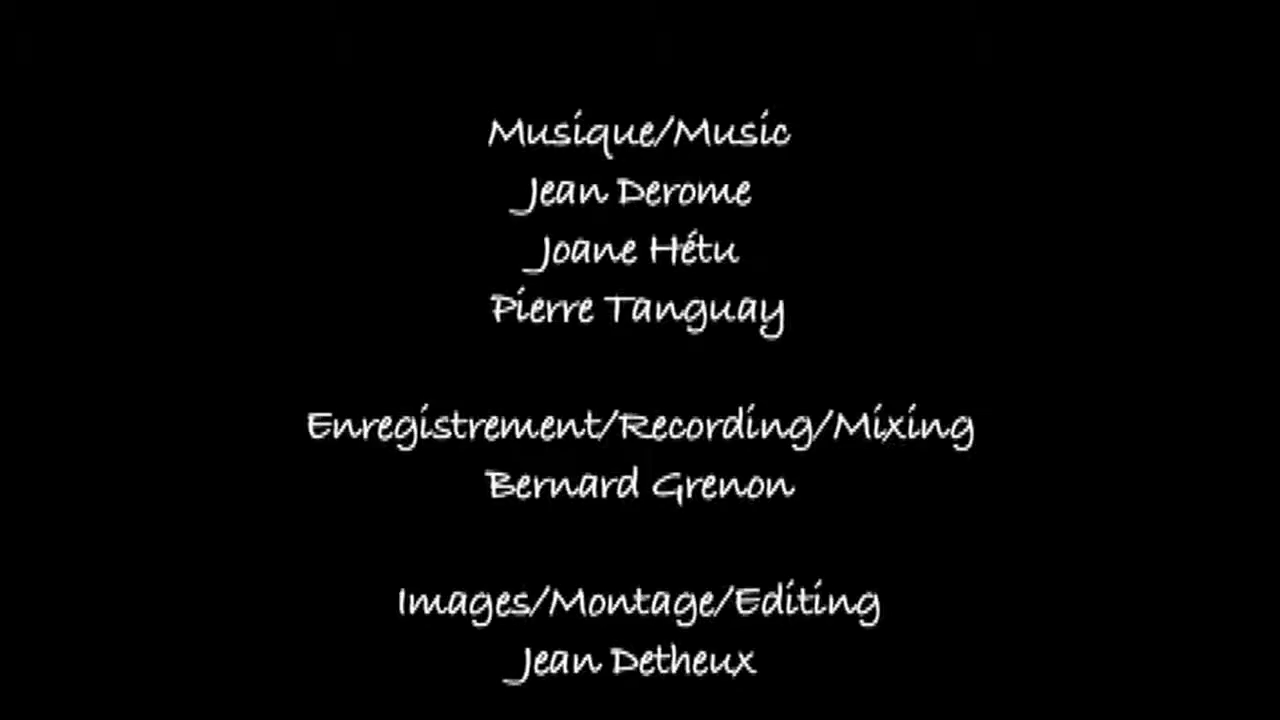 Musique/Music
Jean Derome
Joane Hétu
Pierre Tanguay
Enregistrement/Recording/Mixing
Bernard Grenon
Images/Montage/Editing
Jean Detheux